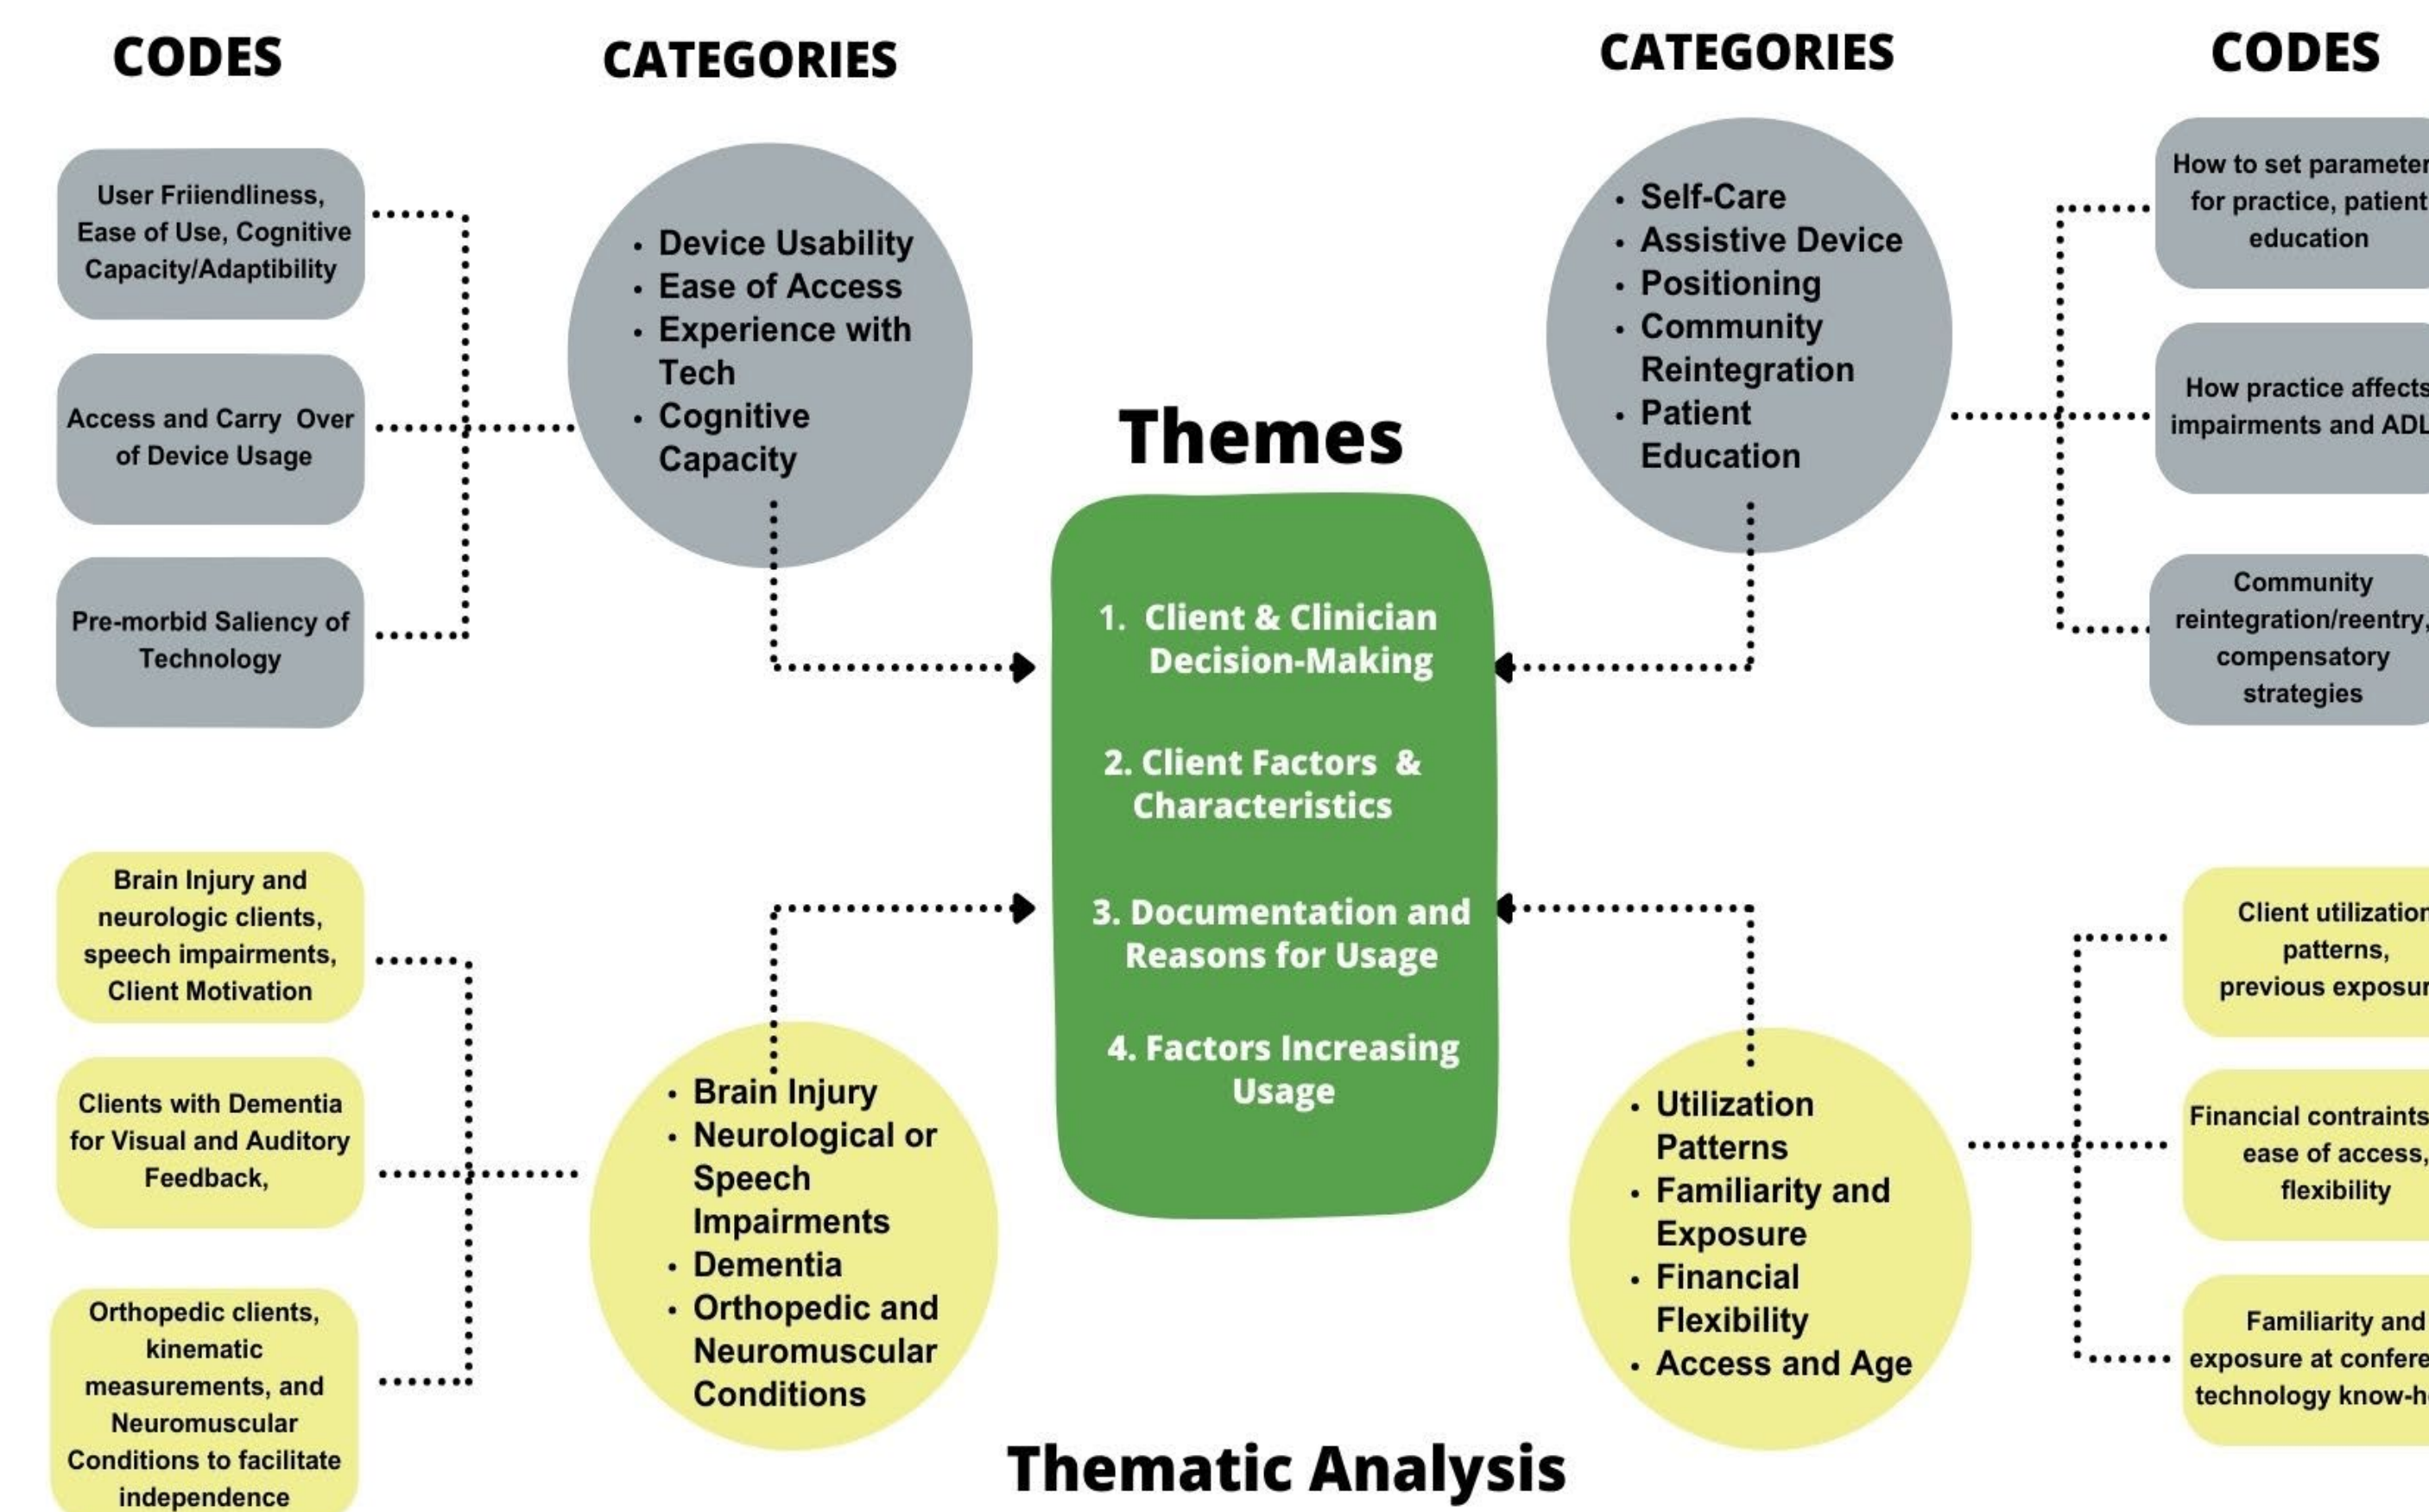 CODES
CATEGORIES
CATEGORIES
CODES
User Friiendliness,
Ease of Use, Cognitive
Capacity/Adaptibility
Access and Carry Over
of Device Usage
Pre-morbid Saliency of
Technology
• Device Usability
• Ease of Access
• Experience with
Tech
• Cognitive
Capacity
• Self-Care
• Assistive Device
• Positioning
• Community
Reintegration
• Patient
Education
How to set
for practice, patient
education
How practice affects
impairments and
Community
reintegration/reentry,
compensatory
strategies
Themes
1. Client & Clinician
Decision-Making
2. Client Factors &
Characteristics
3. Documentation and
Reasons for Usage
4. Factors Increasing
Usage
Brain Injury and
neurologic clients,
speech impairments,
Client Motivation
Clients with Dementia
for Visual and Auditory
Feedback,
Orthopedic clients,
kinematic
measurements, and
Neuromuscular
Conditions to facilitate
independence
• Brain Injury
• Neurological or
Speech
Impairments
• Dementia
• Orthopedic and
Neuromuscular
Conditions
• Utilization
Patterns
• Familiarity and
Exposure
• Financial
Flexibility
• Access and Age
Client utilization
patterns,
previous
Financial contraints
ease of access,
flexibility
Familiarity and
exposure at
technology
Thematic Analysis